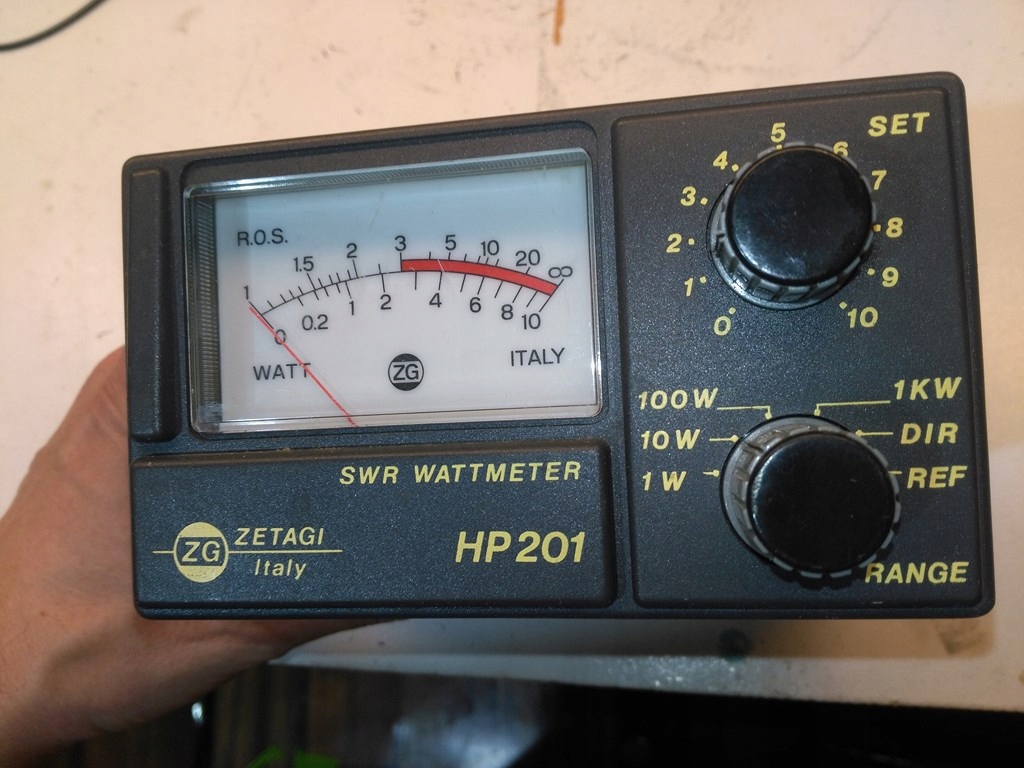 R.O.S.
1 1.5 2 3 5 10 20 ∞
0 0.2 1 2 4 6 8 10
WATT
ZG
ITALY
SWR WATTMETER
ZG
ZETAGI
Italy
HP201
SET
0 1 2 3 4 5 6 7 8 9 10
100W 1KW
10W DIR
1W REF
RANGE